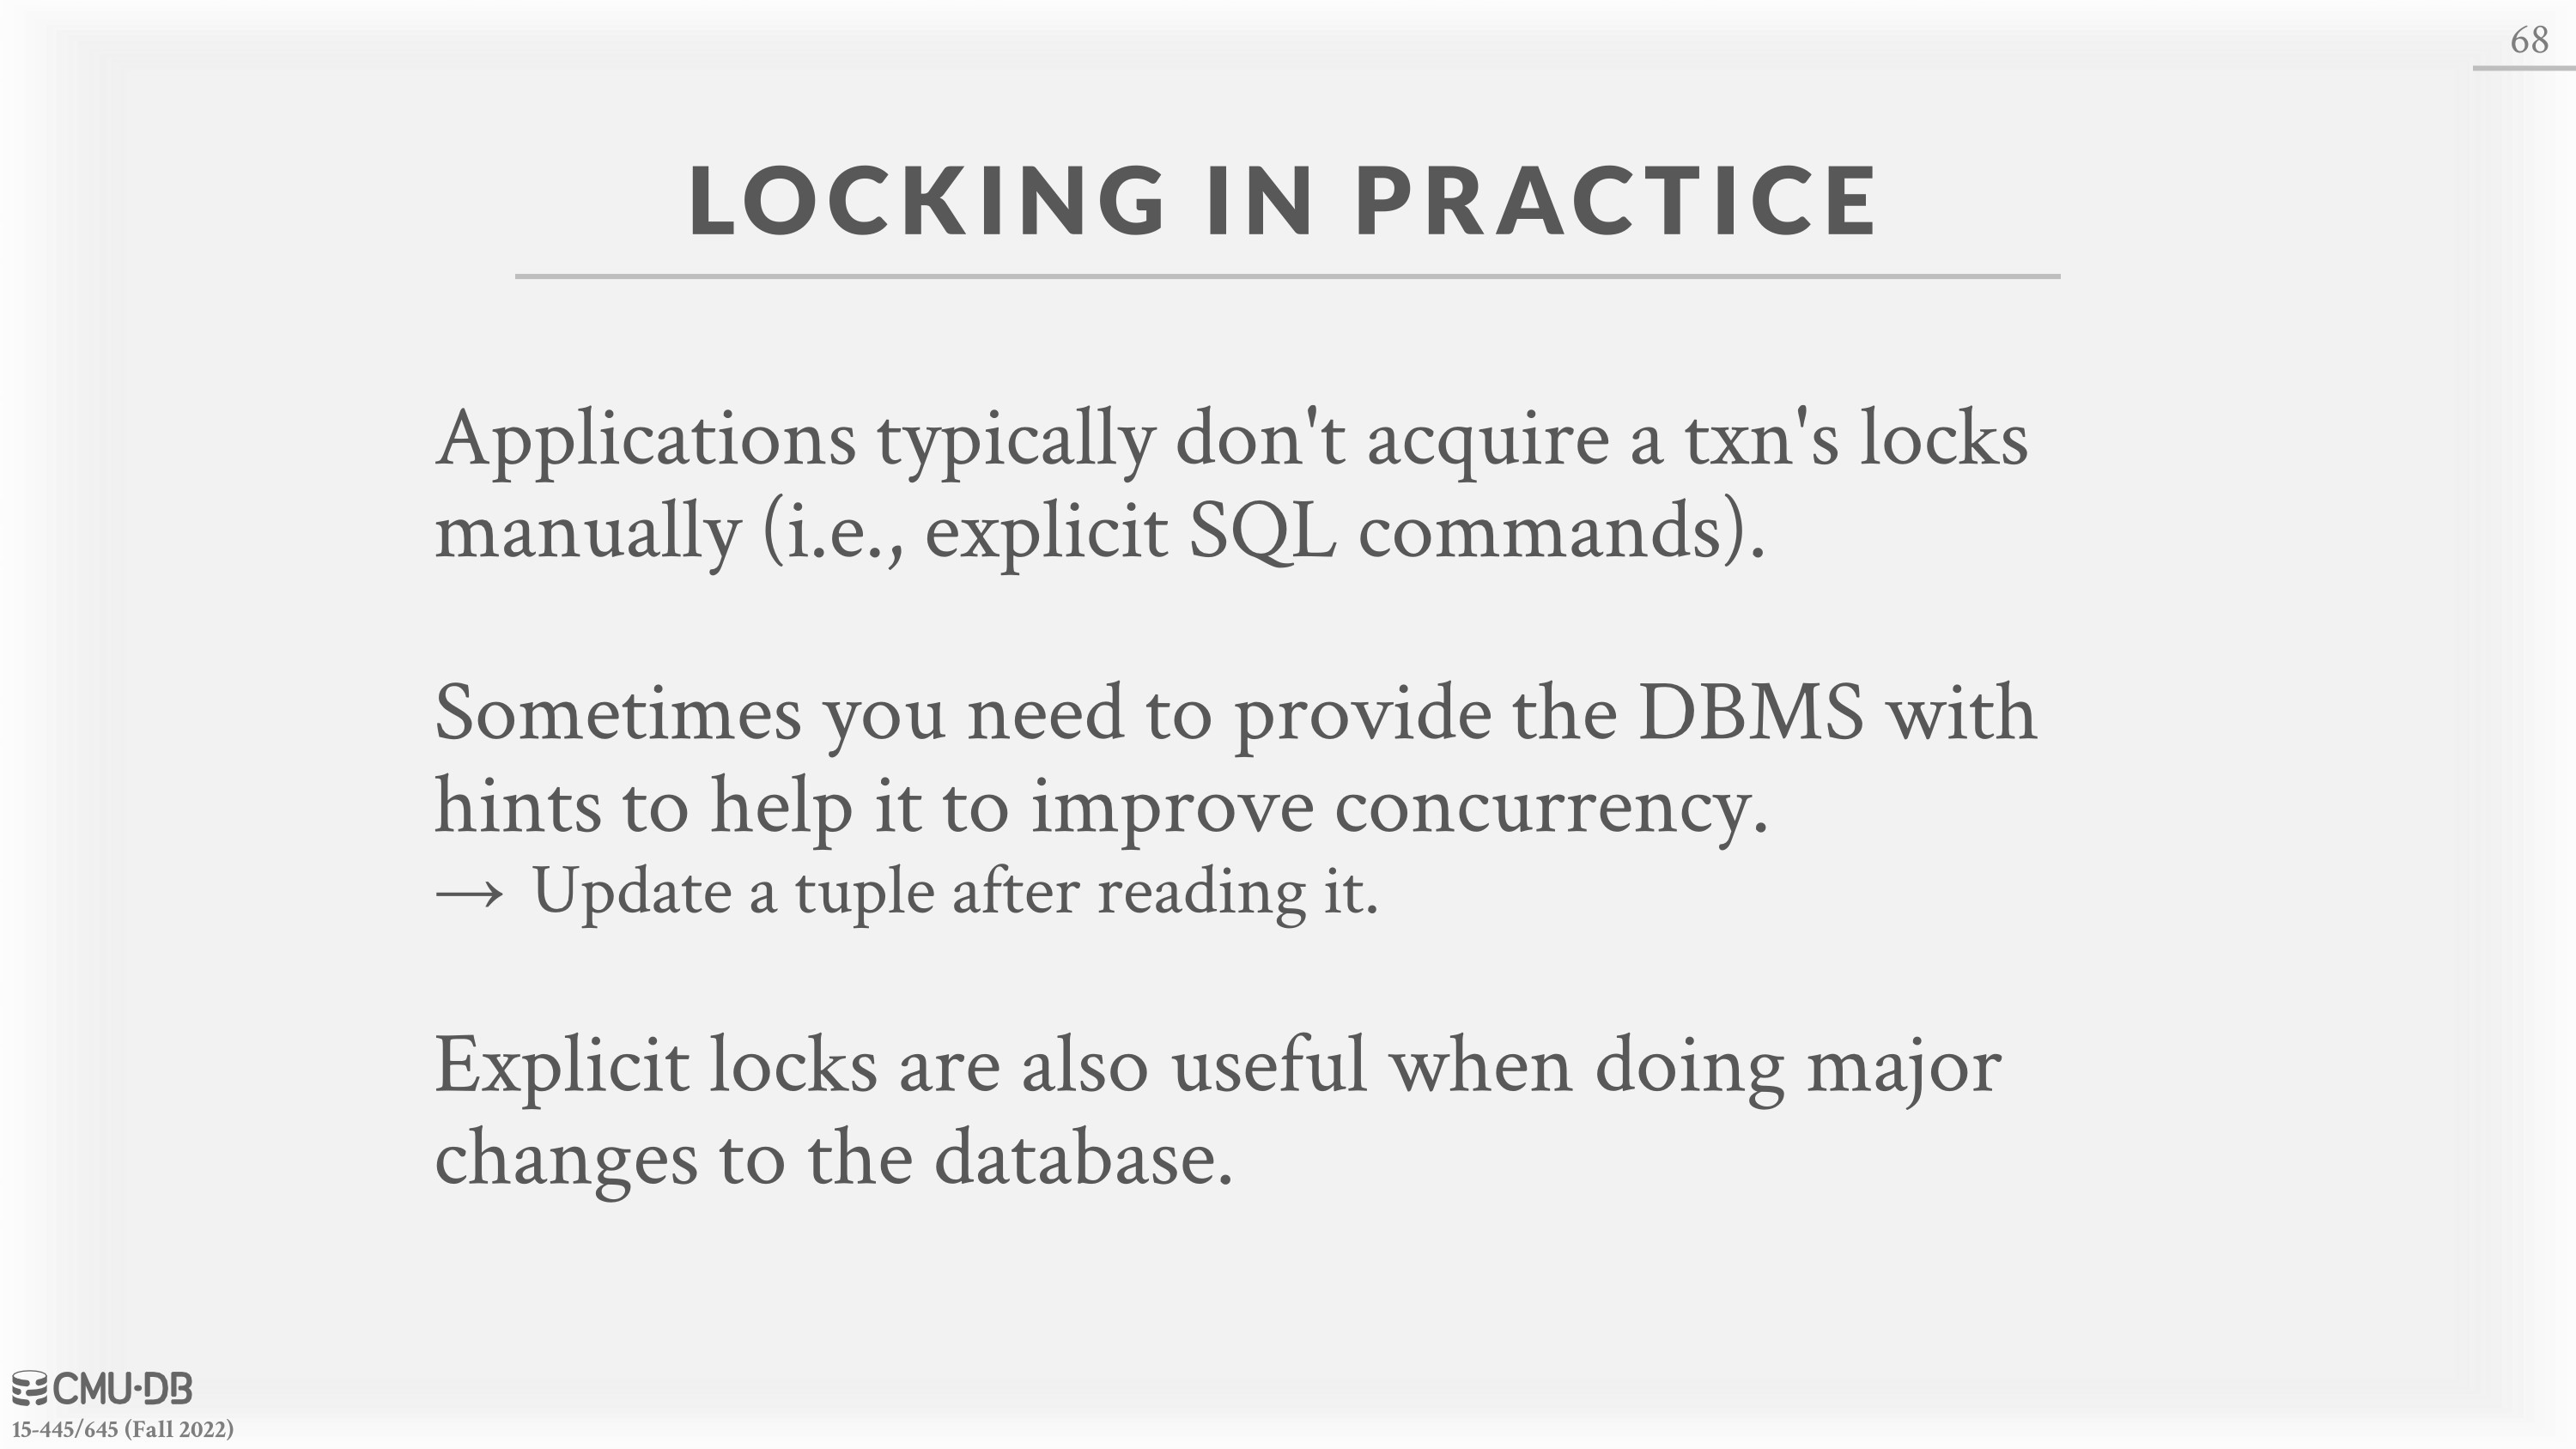 68
LOCKING IN PRACTICE
Applications typically don't acquire a txn's locks
manually (i.e., explicit SQL commands).
Sometimes you need to provide the DBMS with
hints to help it to improve concurrency.
→ Update a tuple after reading it.
Explicit locks are also useful when doing major
changes to the database.
CMU·DB
15-445/645 (Fall 2022)